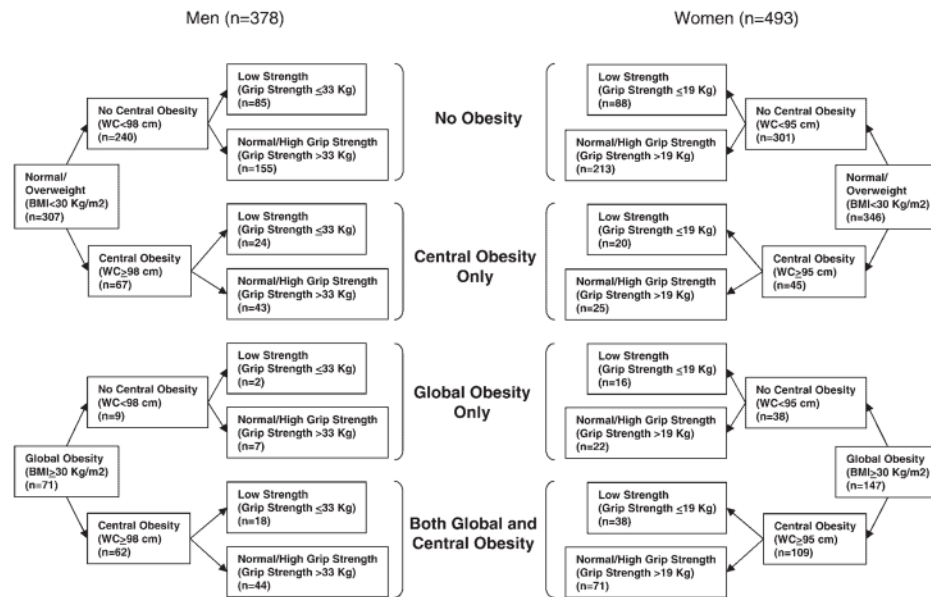 Men (n=378)
Women (n=493)
Low Strength
(Grip Strength ≤33 Kg)
(n=85)
No Central Obesity
(WC<98 cm)
(n=240)
Normal/High Grip Strength
(Grip Strength >33 Kg)
(n=155)
Normal/
Overweight
(BMI<30 Kg/m2)
(n=307)
Low Strength
(Grip Strength ≤33 Kg)
(n=24)
Central Obesity
(WC≥98 cm)
(n=67)
Normal/High Grip Strength
(Grip Strength >33 Kg)
(n=43)
Low Strength
(Grip Strength ≤33 Kg)
(n=2)
No Central Obesity
(WC<98 cm)
(n=9)
Normal/High Grip Strength
(Grip Strength >33 Kg)
(n=7)
Global Obesity
(BMI≥30 Kg/m2)
(n=71)
Low Strength
(Grip Strength ≤33 Kg)
(n=18)
Central Obesity
(WC≥98 cm)
(n=62)
Normal/High Grip Strength
(Grip Strength >33 Kg)
(n=44)
No Obesity
Central Obesity
Only
Global Obesity
Only
Both Global and
Central Obesity
Low Strength
(Grip Strength ≤19 Kg)
(n=88)
No Central Obesity
(WC<95 cm)
(n=301)
Normal/High Grip Strength
(Grip Strength >19 Kg)
(n=213)
Normal/Overweight
(BMI<30 Kg/m2)
(n=346)
Low Strength
(Grip Strength ≤19 Kg)
(n=20)
Central Obesity
(WC≥95 cm)
(n=45)
Normal/High Grip Strength
(Grip Strength >19 Kg)
(n=25)
Low Strength
(Grip Strength ≤19 Kg)
(n=16)
No Central Obesity
(WC<95 cm)
(n=38)
Normal/High Grip Strength
(Grip Strength >19 Kg)
(n=22)
Global Obesity
(BMI≥30 Kg/m2)
(n=147)
Low Strength
(Grip Strength ≤19 Kg)
(n=38)
Central Obesity
(WC≥95 cm)
(n=109)
Normal/High Grip Strength
(Grip Strength >19 Kg)
(n=71)